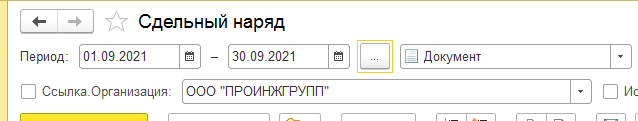 Сдельный наряд
Период: 01.09.2021 – 30.09.2021 ... Документ
Ссылка.Организация: ООО "ПРОИНЖГРУПП"